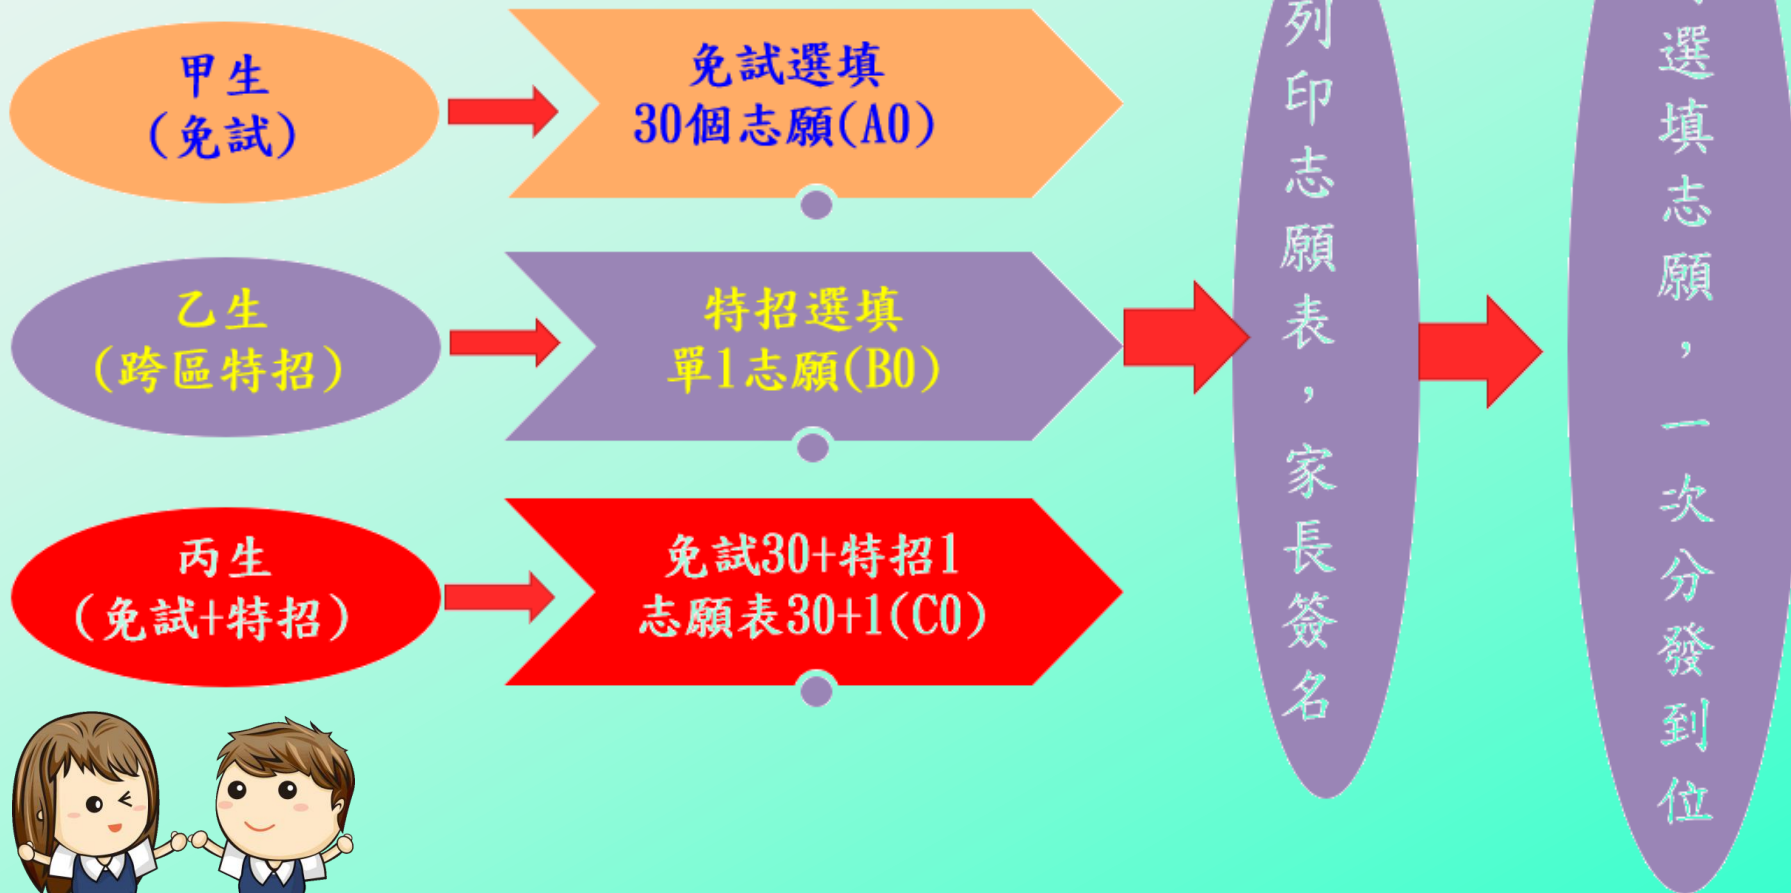 甲生
(免試)
免試選填
30個志願(A0)
乙生
(跨區特招)
特招選填
單1志願(B0)
丙生
(免試+特招)
免試30+特招1
志願表30+1(C0)
列印志願表，家長簽名
選填志願，一次分發到位